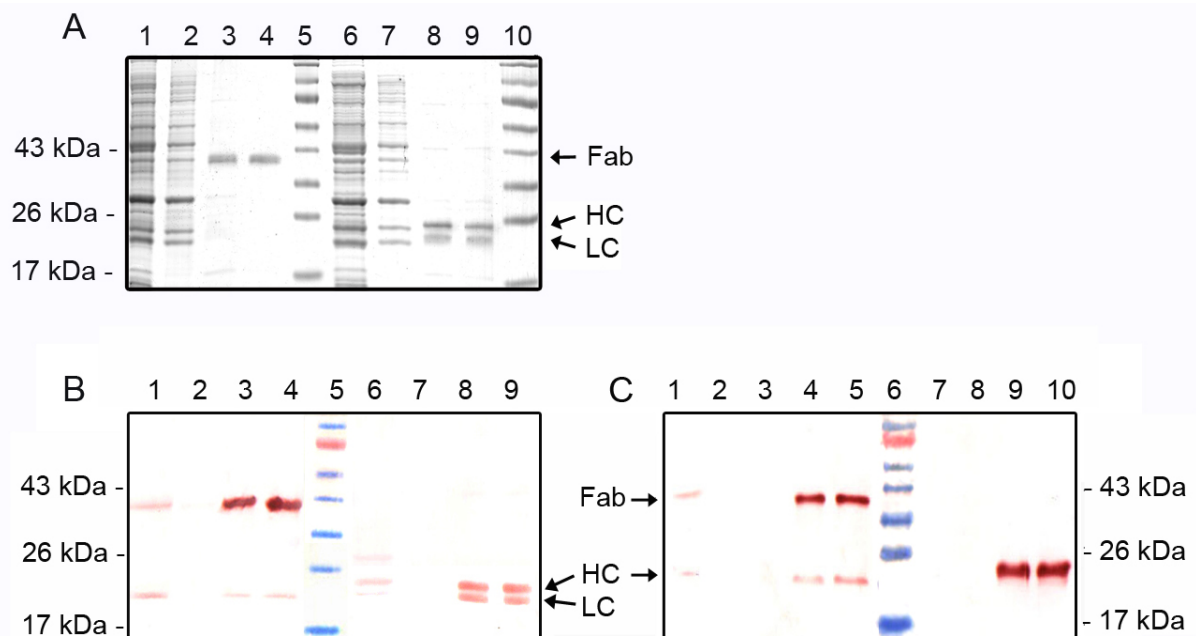 A
1 2 3 4 5 6 7 8 9 10
43 kDa -
26 kDa -
17 kDa -
Fab
HC
LC
B
1 2 3 4 5 6 7 8 9
43 kDa -
26 kDa -
17 kDa -
HC
LC
C
1 2 3 4 5 6 7 8 9 10
Fab
- 43 kDa
- 26 kDa
- 17 kDa